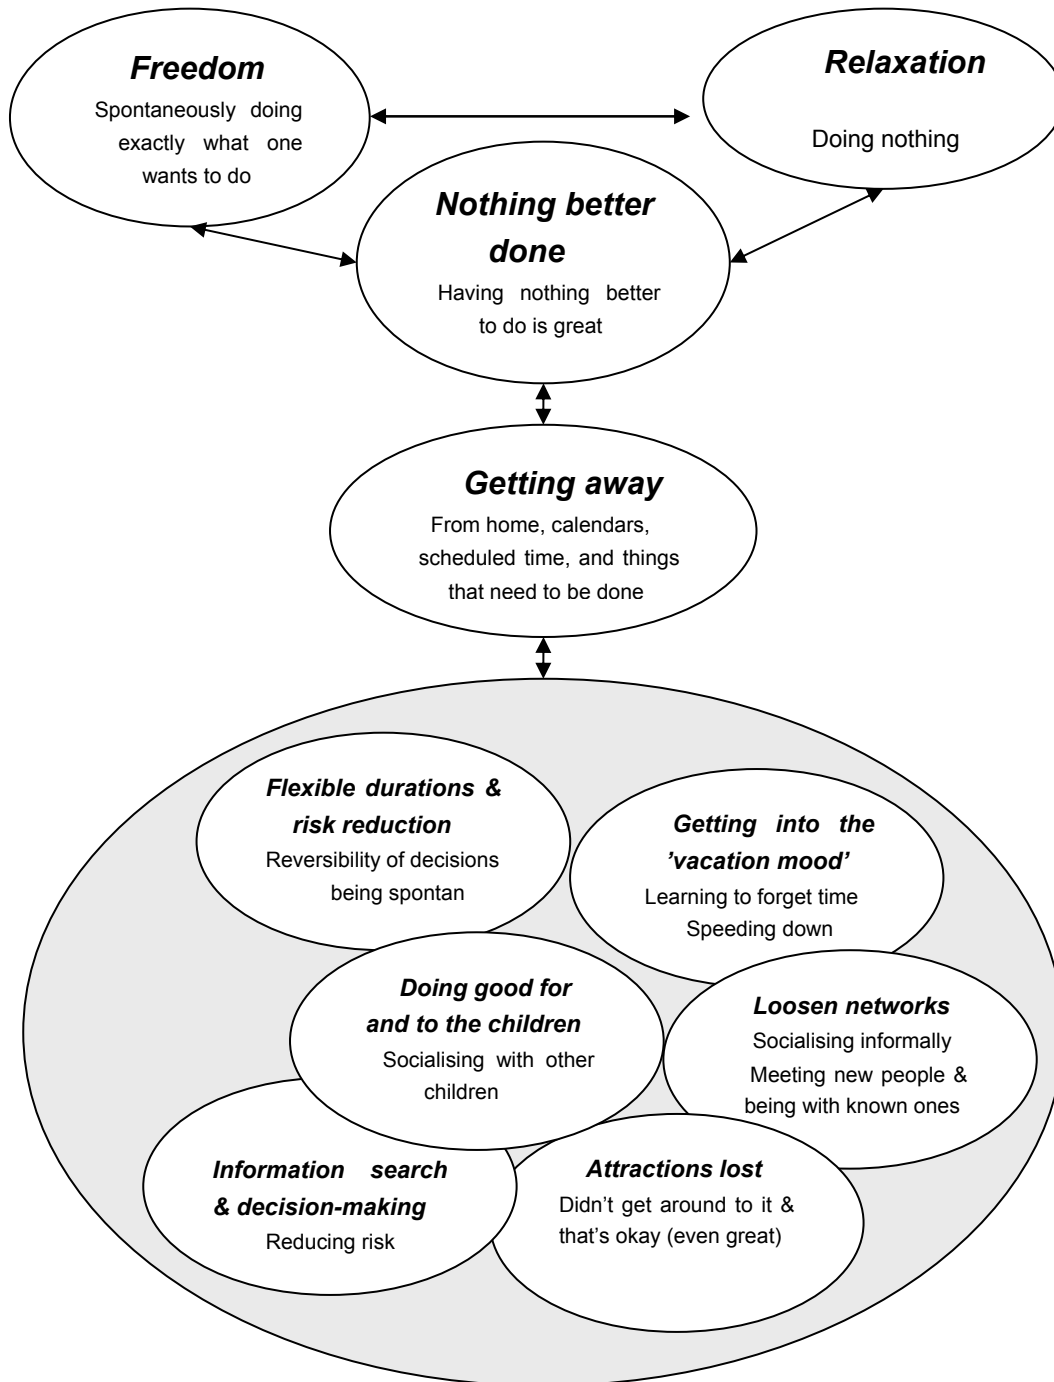 Freedom
Spontaneously doing
exactly what one
wants to do
Relaxation
Doing nothing
Nothing better
done
Having nothing better
to do is great
Getting away
From home, calendars,
scheduled time, and things
that need to be done
Flexible durations &
risk reduction
Reversibility of decisions
being spontan
Getting into the
’vacation mood’
Learning to forget time
Speeding down
Doing good for
and to the children
Socialising with other
children
Loosen networks
Socialising informally
Meeting new people &
being with known ones
Information search
& decision-making
Reducing risk
Attractions lost
Didn’t get around to it &
that’s okay (even great)